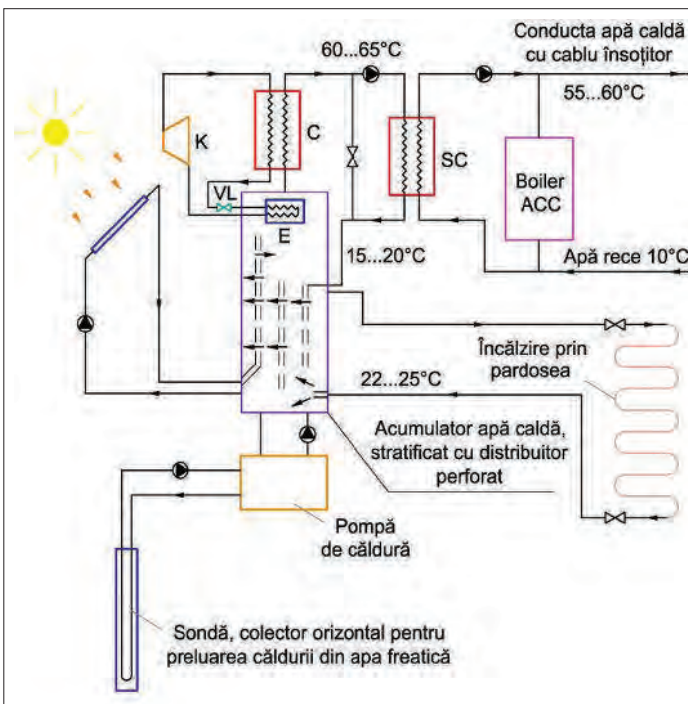 60...65°C
Conducta apă caldă
cu cablu însoțitor
55...60°C
K
C
SC
Boiler
ACC
VL
E
15...20°C
Apă rece 10°C
Încălzire prin
pardosea
22...25°C
Acumulator apă caldă,
stratificat cu distribuitor
perforat
Pompă
de căldură
Sondă, colector orizontal pentru
preluarea căldurii din apa freatică